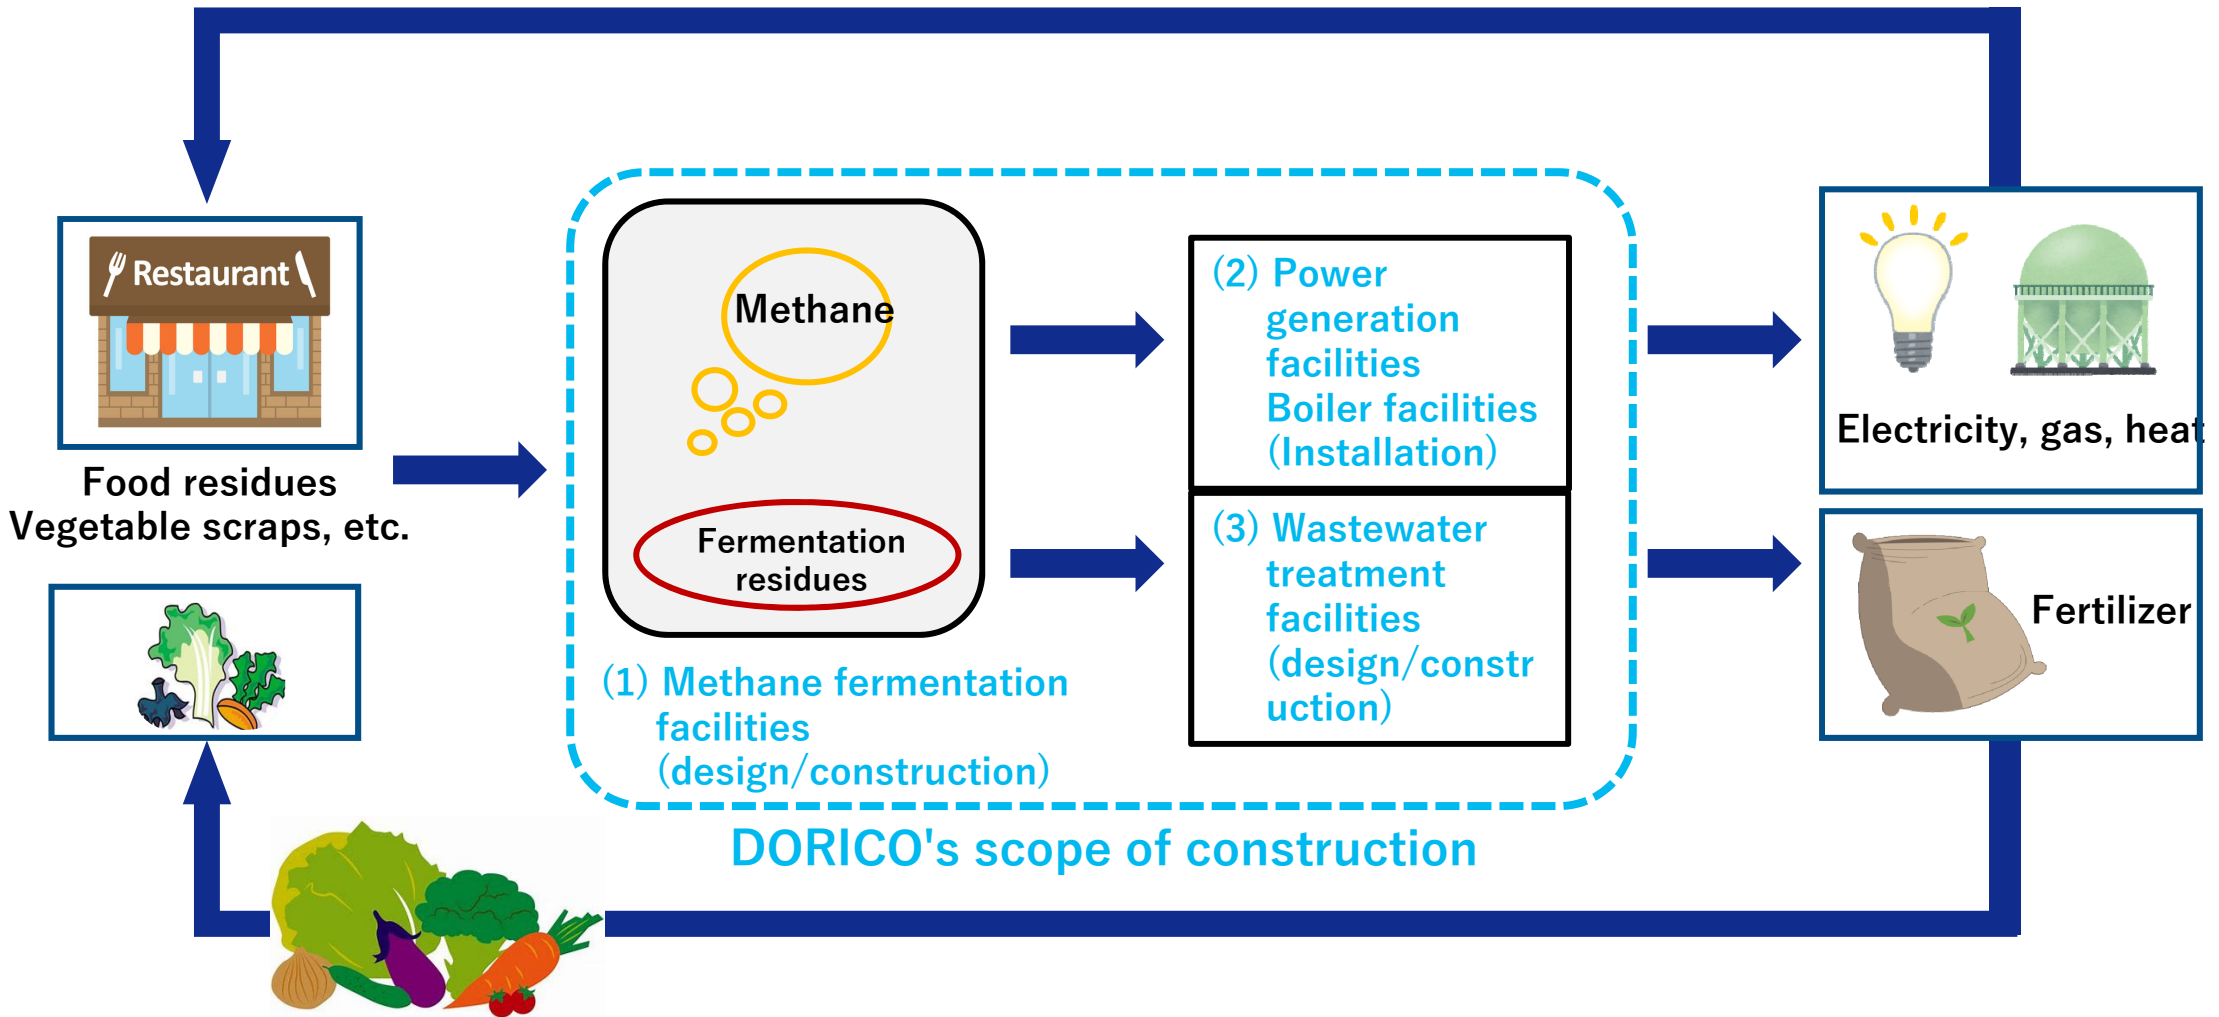 Restaurant
Food residues
Vegetable scraps, etc.
Methane
Fermentation
residues
(1) Methane fermentation
facilities
(design/construction)
(2) Power
generation
facilities
Boiler facilities
(Installation)
(3) Wastewater
treatment
facilities
(design/constr
uction)
DORICO's scope of construction
Electricity, gas, heat
Fertilizer